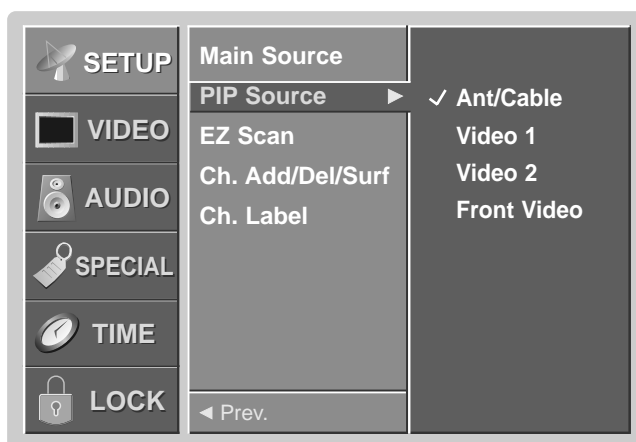 SETUP
VIDEO
AUDIO
SPECIAL
TIME
LOCK
Main Source
PIP Source ►
EZ Scan
Ch. Add/Del/Surf
Ch. Label
◄ Prev.
✓ Ant/Cable
Video 1
Video 2
Front Video